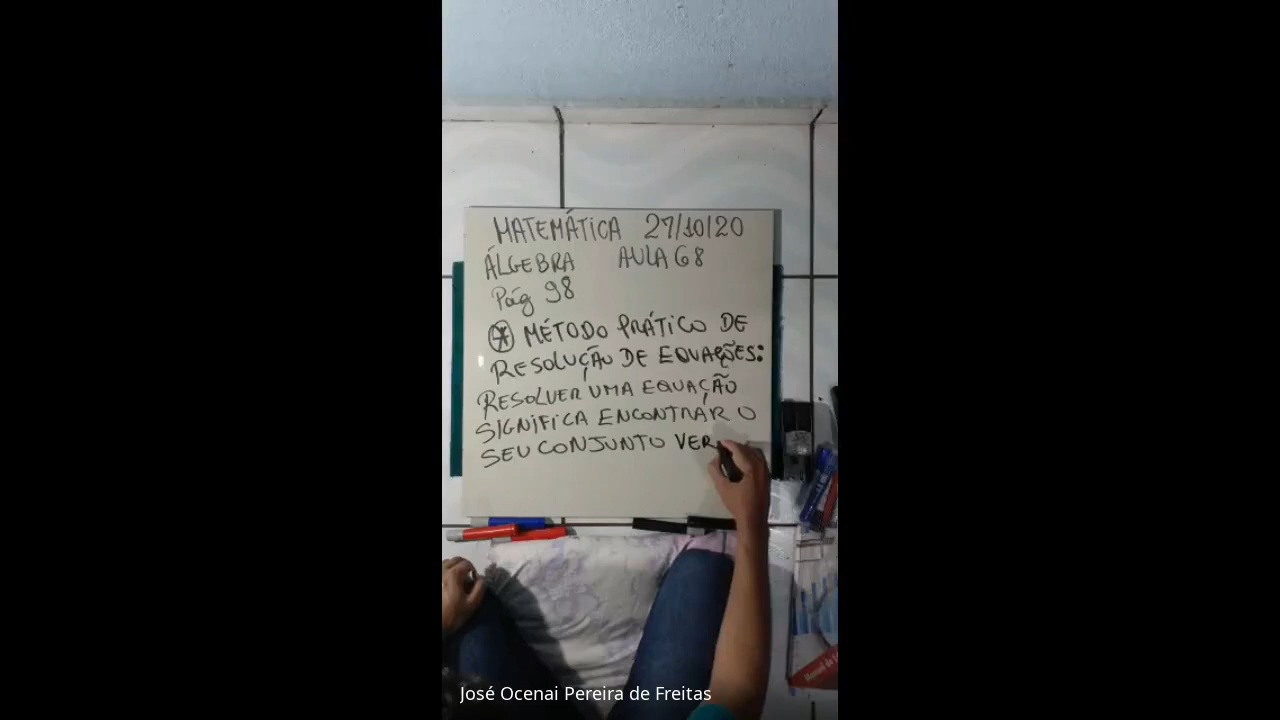 MATEMÁTICA 27/10/20
ÁLGEBRA AULA 68
Pág 98
* MÉTODO PRÁTICO DE
RESOLUÇÃO DE EQUAÇÕES:
RESOLVER UMA EQUAÇÃO
SIGNIFICA ENCONTRAR O
SEU CONJUNTO VER
José Ocenai Pereira de Freitas